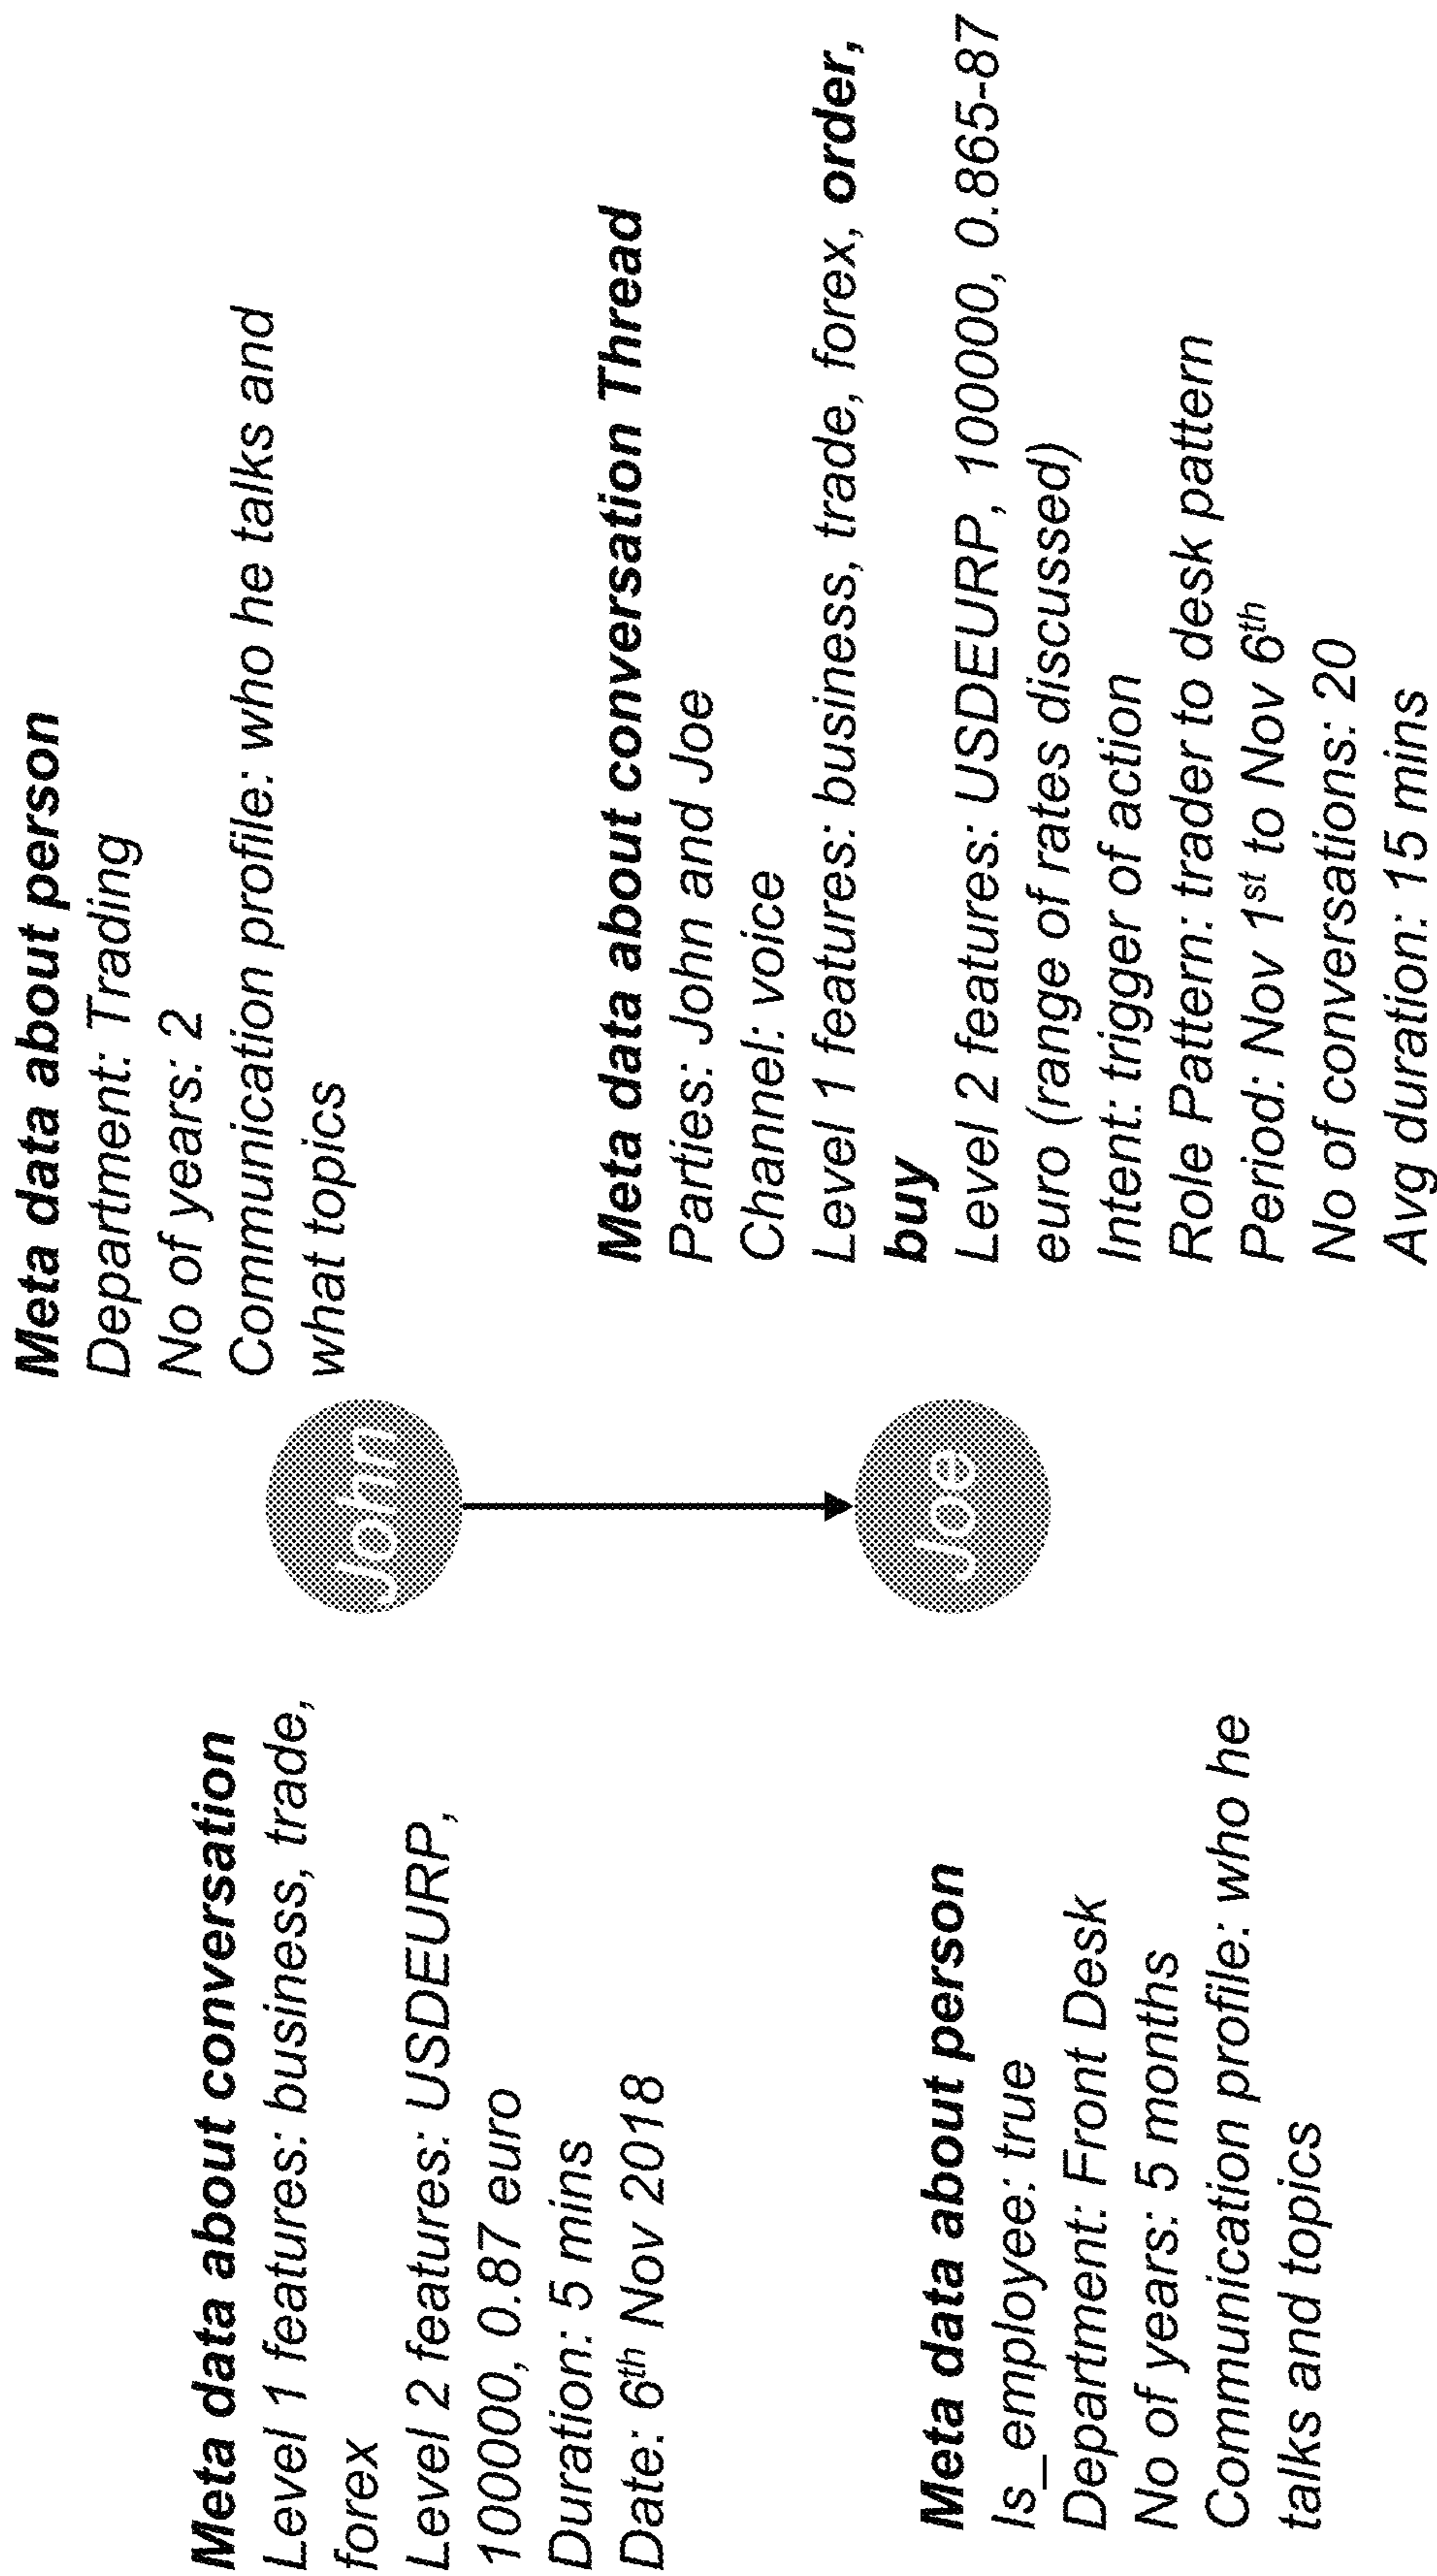 Meta data about person
Department: Trading
No of years: 2
Communication profile: who he talks and
what topics
Meta data about conversation
Level 1 features: business, trade,
forex
Level 2 features: USDEURP,
100000, 0.87 euro
Duration: 5 mins
Date: 6th Nov 2018
John
Meta data about conversation Thread
Parties: John and Joe
Channel: voice
Level 1 features: business, trade, forex, order,
buy
Level 2 features: USDEURP, 100000, 0.865-87
euro (range of rates discussed)
Intent: trigger of action
Role Pattern: trader to desk pattern
Period: Nov 1st to Nov 6th
No of conversations: 20
Avg duration: 15 mins
Joe
Meta data about person
Is_employee: true
Department: Front Desk
No of years: 5 months
Communication profile: who he
talks and topics